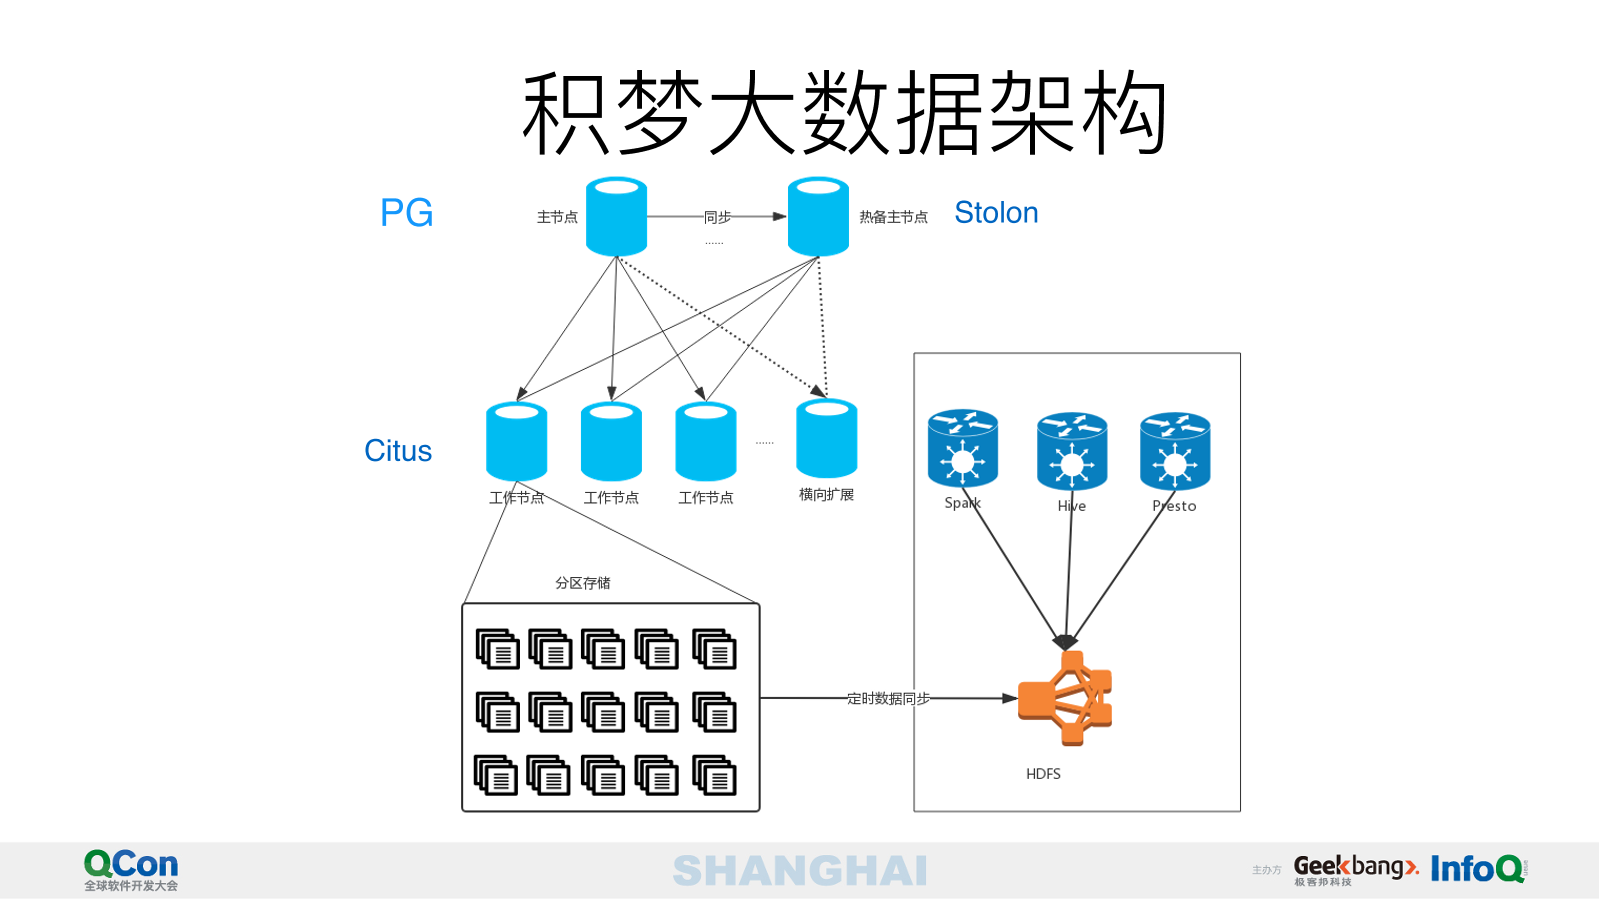 积梦大数据架构
PG
主节点
同步
......
热备主节点
Stolon
Citus
工作节点
工作节点
工作节点
......
横向扩展
Spark
Hive
Presto
分区存储
定时数据同步
HDFS
QCon
全球软件开发大会
SHANGHAI
主办方
Geekbang>.
极客邦科技
InfoQ